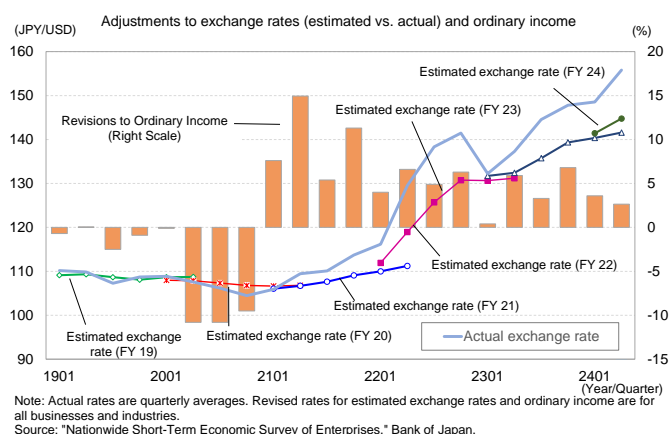 Adjustments to exchange rates (estimated vs. actual) and ordinary income
(JPY/USD)
(%)
160
150
140
130
120
110
100
90
20
15
10
5
0
-5
-10
-15
Estimated exchange rate (FY 24)
Estimated exchange rate (FY 23)
Revisions to Ordinary Income
(Right Scale)
Estimated exchange rate (FY 22)
Estimated exchange rate (FY 21)
Estimated exchange rate (FY 20)
Estimated exchange
rate (FY 19)
Actual exchange rate
1901
2001
2101
2201
2301
2401
(Year/Quarter)
Note: Actual rates are quarterly averages. Revised rates for estimated exchange rates and ordinary income are for
all businesses and industries.
Source: "Nationwide Short-Term Economic Survey of Enterprises," Bank of Japan.